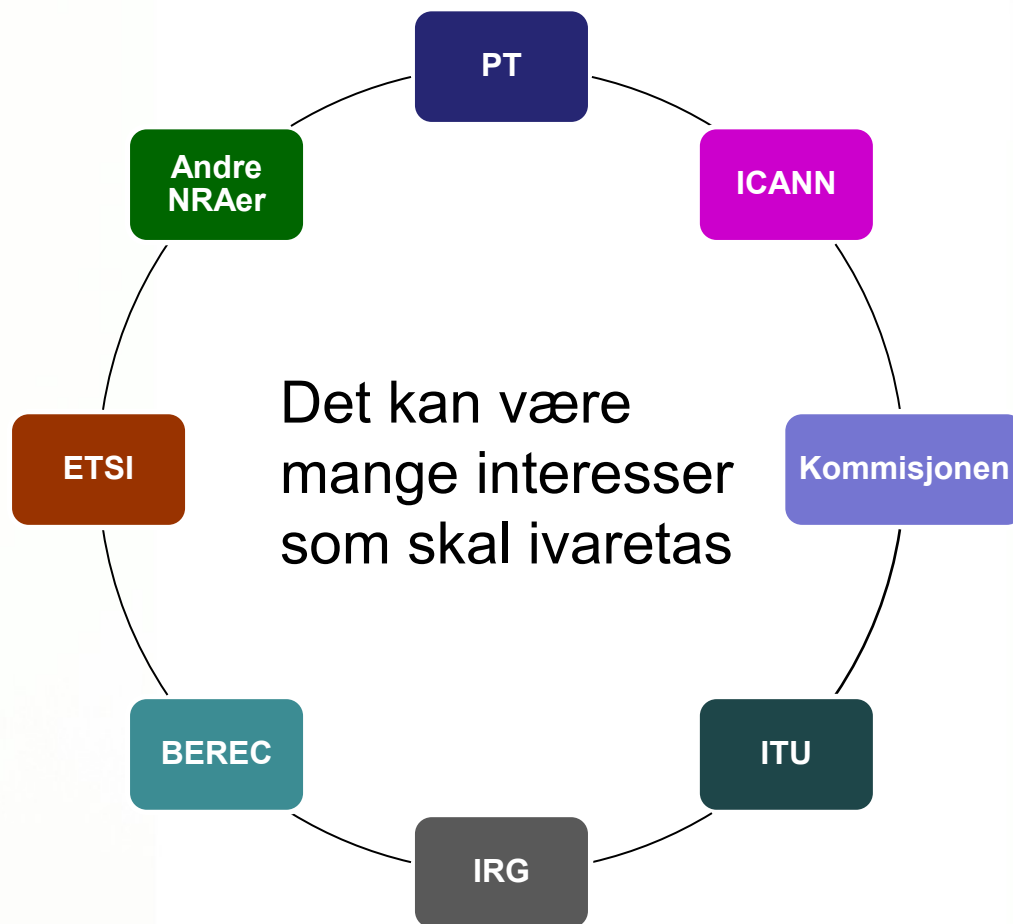 PT
ICANN
Kommisjonen
ITU
IRG
BEREC
ETSI
Andre
NRAer
Det kan være
mange interesser
som skal ivaretas